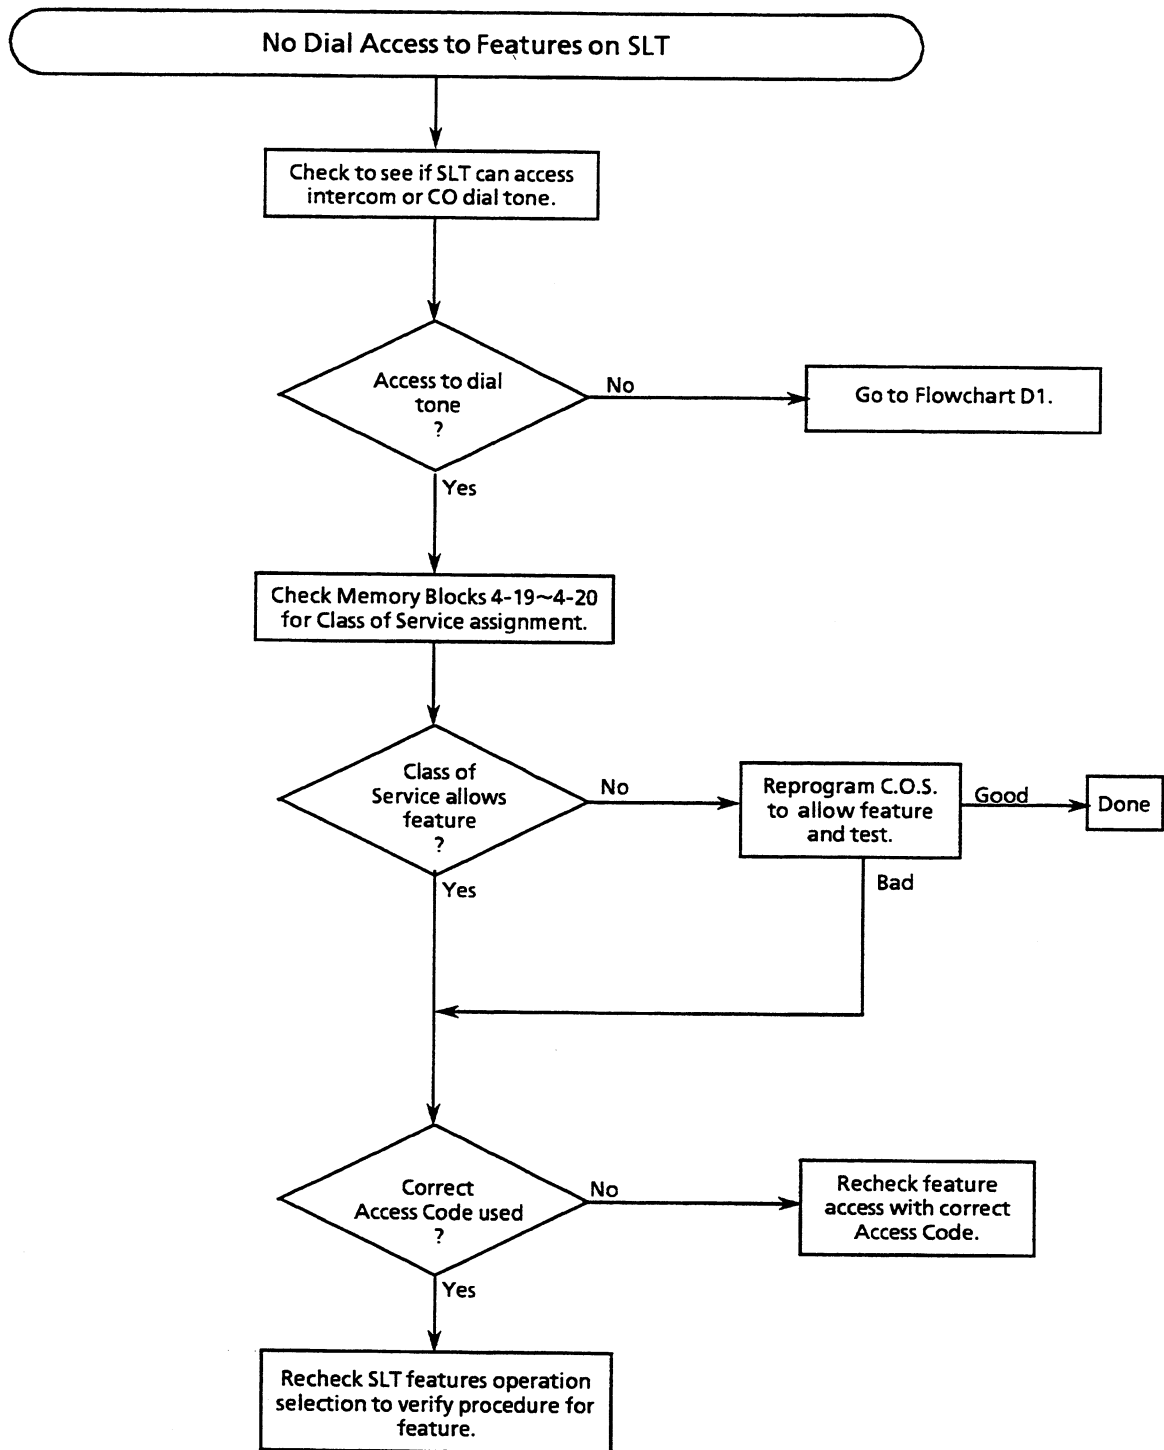 No Dial Access to Features on SLT
Check to see if SLT can access
intercom or CO dial tone.
Access to dial
tone
?
No
Go to Flowchart D1.
Yes
Check Memory Blocks 4-19~4-20
for Class of Service assignment.
Class of
Service allows
feature
?
No
Reprogram C.O.S.
to allow feature
and test.
Good
Done
Bad
Yes
Correct
Access Code used
?
No
Recheck feature
access with correct
Access Code.
Yes
Recheck SLT features operation
selection to verify procedure for
feature.